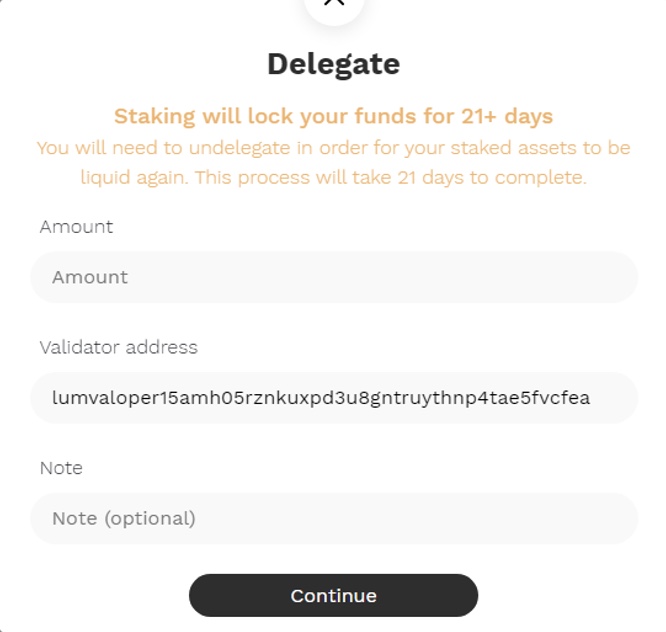 Delegate
Staking will lock your funds for 21+ days
You will need to undelegate in order for your staked assets to be
liquid again. This process will take 21 days to complete.
Amount
Amount
Validator address
lumvaloper15amh05rznkuxpd3u8gntruythnp4tae5fvcfea
Note
Note (optional)
Continue